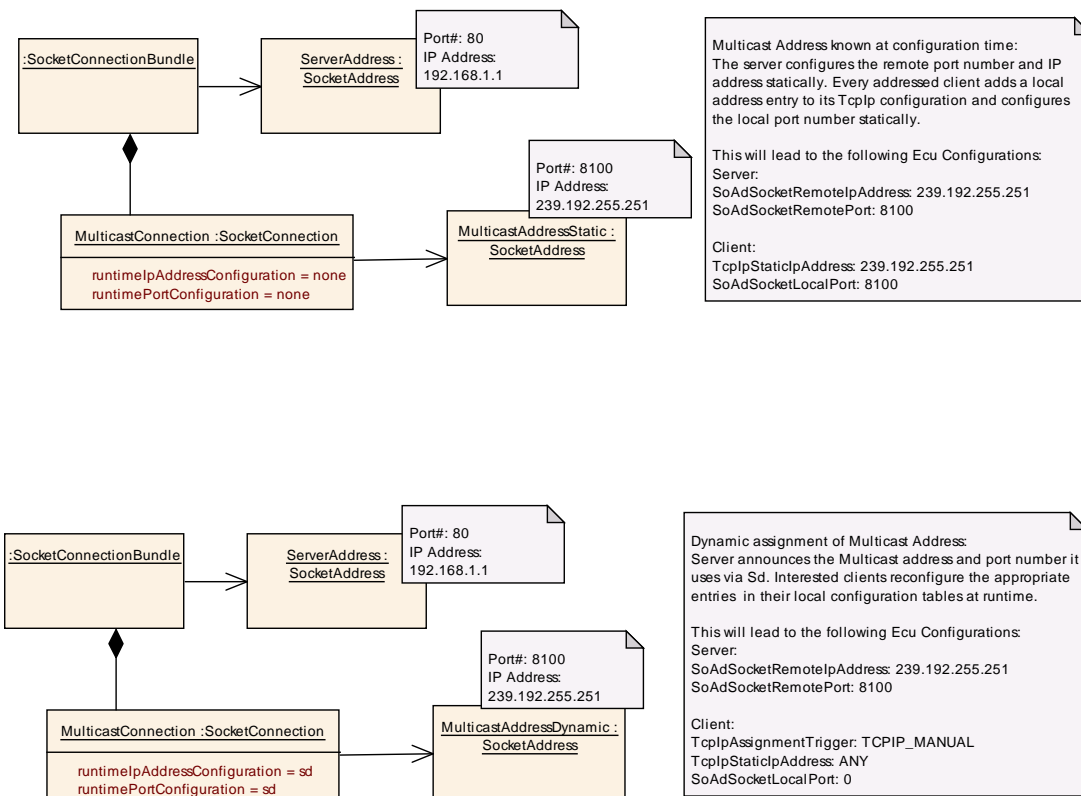 :SocketConnectionBundle
ServerAddress :
SocketAddress
Port#: 80
IP Address:
192.168.1.1
MulticastConnection :SocketConnection
runtimeIpAddressConfiguration = none
runtimePortConfiguration = none
MulticastAddressStatic :
SocketAddress
Port#: 8100
IP Address:
239.192.255.251
Multicast Address known at configuration time:
The server configures the remote port number and IP
address statically. Every addressed client adds a local
address entry to its TcpIp configuration and configures
the local port number statically.
This will lead to the following Ecu Configurations:
Server:
SoAdSocketRemoteIpAddress: 239.192.255.251
SoAdSocketRemotePort: 8100
Client:
TcpIpStaticIpAddress: 239.192.255.251
SoAdSocketLocalPort: 8100
:SocketConnectionBundle
ServerAddress :
SocketAddress
Port#: 80
IP Address:
192.168.1.1
MulticastConnection :SocketConnection
runtimeIpAddressConfiguration = sd
runtimePortConfiguration = sd
MulticastAddressDynamic :
SocketAddress
Port#: 8100
IP Address:
239.192.255.251
Dynamic assignment of Multicast Address:
Server announces the Multicast address and port number it
uses via Sd. Interested clients reconfigure the appropriate
entries in their local configuration tables at runtime.
This will lead to the following Ecu Configurations:
Server:
SoAdSocketRemoteIpAddress: 239.192.255.251
SoAdSocketRemotePort: 8100
Client:
TcpIpAssignmentTrigger: TCPIP_MANUAL
TcpIpStaticIpAddress: ANY
SoAdSocketLocalPort: 0